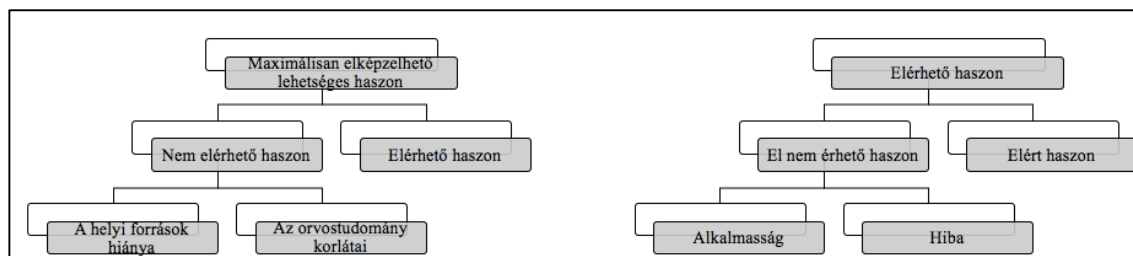 Maximálisan elképzelhető
lehetséges haszon
Nem elérhető haszon
Elérhető haszon
A helyi források
hiánya
Az orvostudomány
korlátai
Elérhető haszon
El nem érhető haszon
Elért haszon
Alkalmasság
Hiba